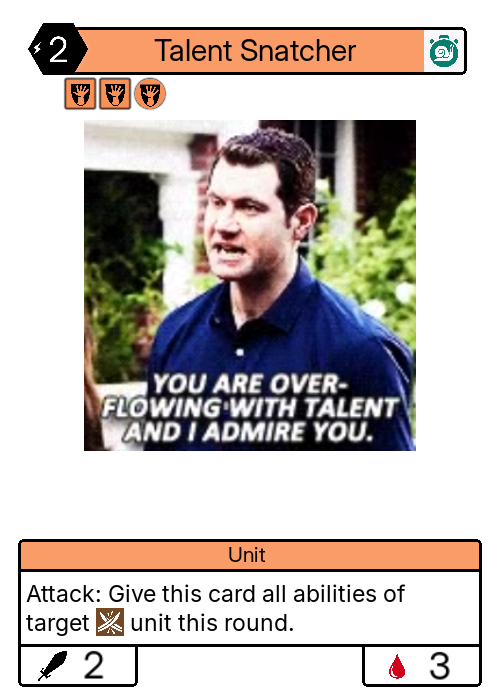 2
Talent Snatcher
YOU ARE OVER-
FLOWING WITH TALENT
AND I ADMIRE YOU.
Unit
Attack: Give this card all abilities of
target unit this round.
2
3